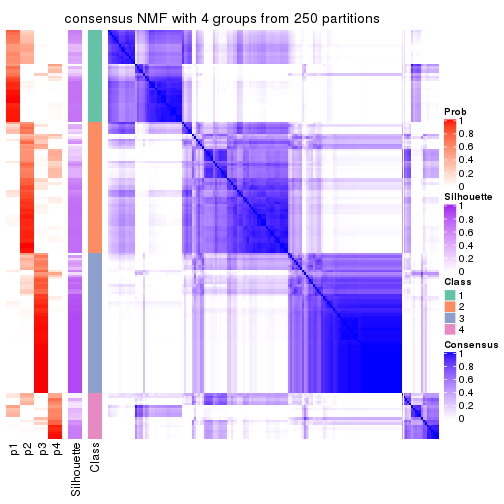 consensus NMF with 4 groups from 250 partitions
Prob
1
0.8
0.6
0.4
0.2
0
Silhouette
1
0.8
0.6
0.4
0.2
0
Class
1
2
3
4
Consensus
1
0.8
0.6
0.4
0.2
0
p1
p2
p3
p4
Silhouette
Class